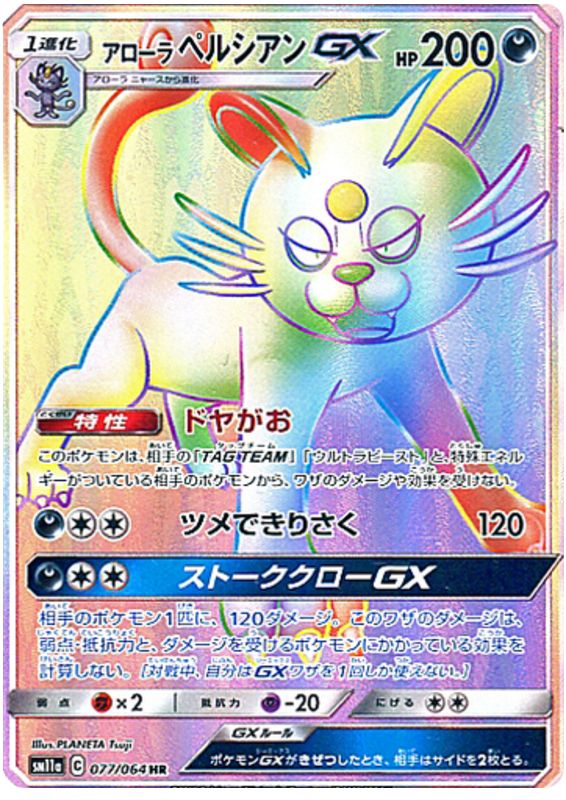 1進化
アローラ ペルシアンGX HP200
アローラ ニャースから進化
特性 ドヤがお
このポケモンは、相手の「TAG TEAM」「ウルトラビースト」と、特殊エネル
ギーがついている相手のポケモンから、ワザのダメージや効果を受けない。
ツメできりさく 120
ストーククローGX
相手のポケモン1匹に、120ダメージ。このワザのダメージは、
弱点・抵抗力と、ダメージを受けるポケモンにかかっている効果を
計算しない。[対戦中、自分はGXワザを1回しか使えない。]
弱点 ×2 抵抗力 -20 にげる
GXルール
Illus. PLANETA Tsuji
ポケモンGXがきぜつしたとき、相手はサイドを2枚とる。
sm11a C 077/064 HR